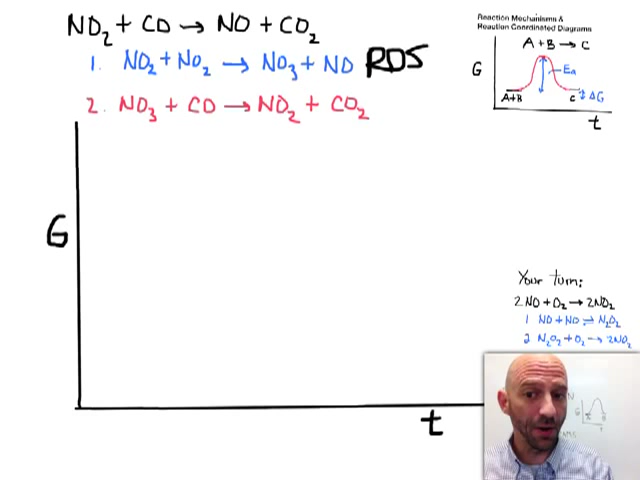 NO2 + CO → NO + CO2
1. NO2 + NO2 → NO3 + NO RDS
2. NO3 + CO → NO2 + CO2
G
t
Reaction Mechanisms &
Reaction Coordinated Diagrams
A + B → C
G
Ea
A+B
C
ΔG
t
Your turn:
2NO + O2 → 2NO2
1 NO + NO ⇌ N2O2
2 N2O2 + O2 → 2NO2